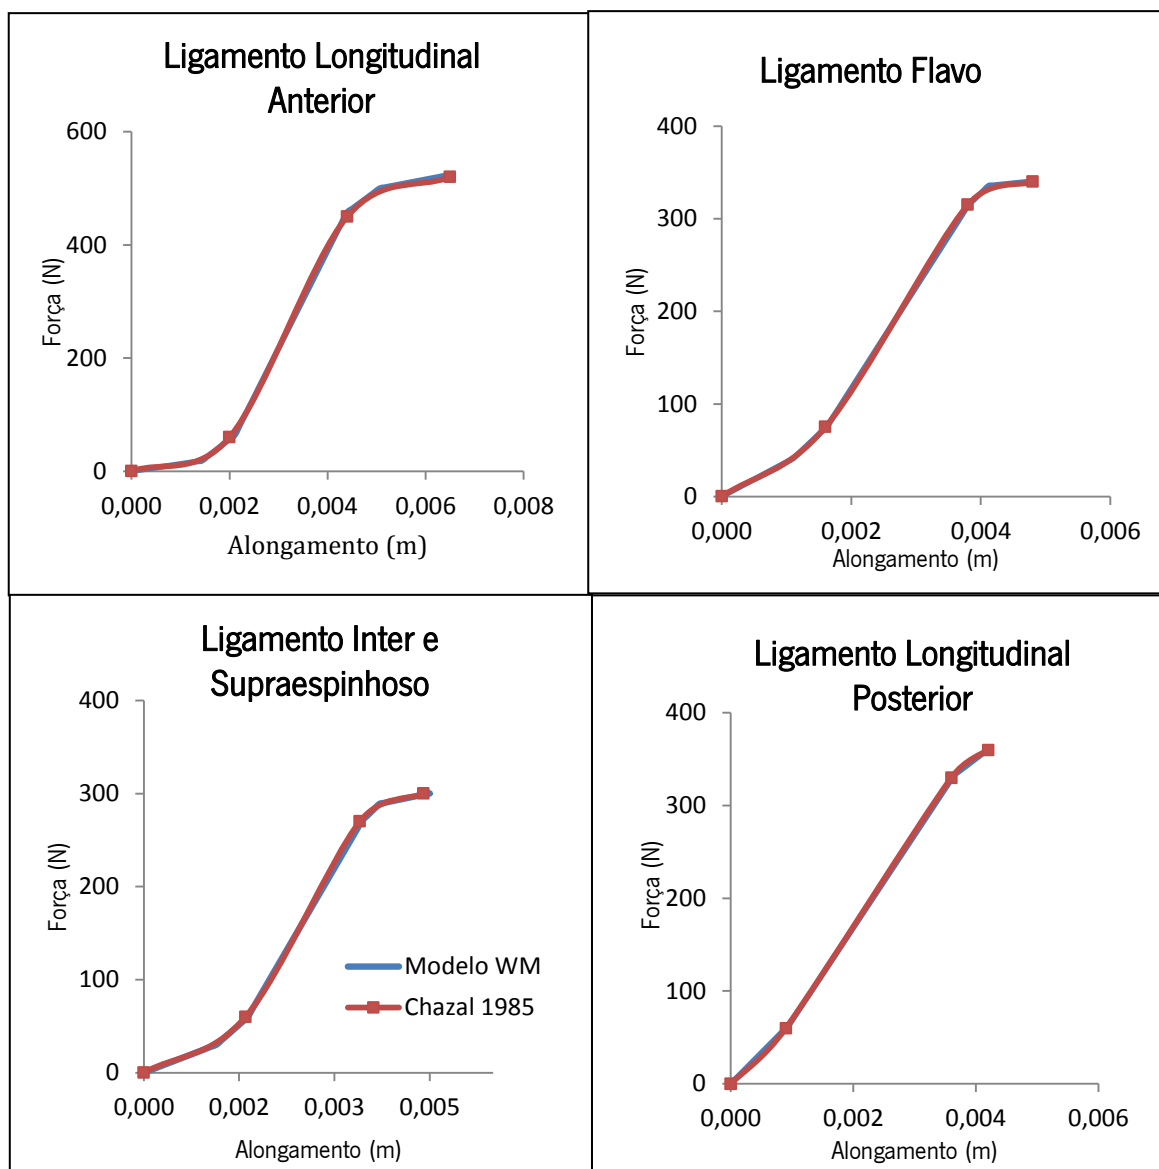 Ligamento Longitudinal
Anterior
600
400
200
0
Força (N)
0,000 0,002 0,004 0,006 0,008
Alongamento (m)
Ligamento Flavo
400
300
200
100
0
Força (N)
0,000 0,002 0,004 0,006
Alongamento (m)
Ligamento Inter e
Supraespinhoso
400
300
200
100
0
Força (N)
Modelo WM
Chazal 1985
0,000 0,002 0,003 0,005
Alongamento (m)
Ligamento Longitudinal
Posterior
400
300
200
100
0
Força (N)
0,000 0,002 0,004 0,006
Alongamento (m)